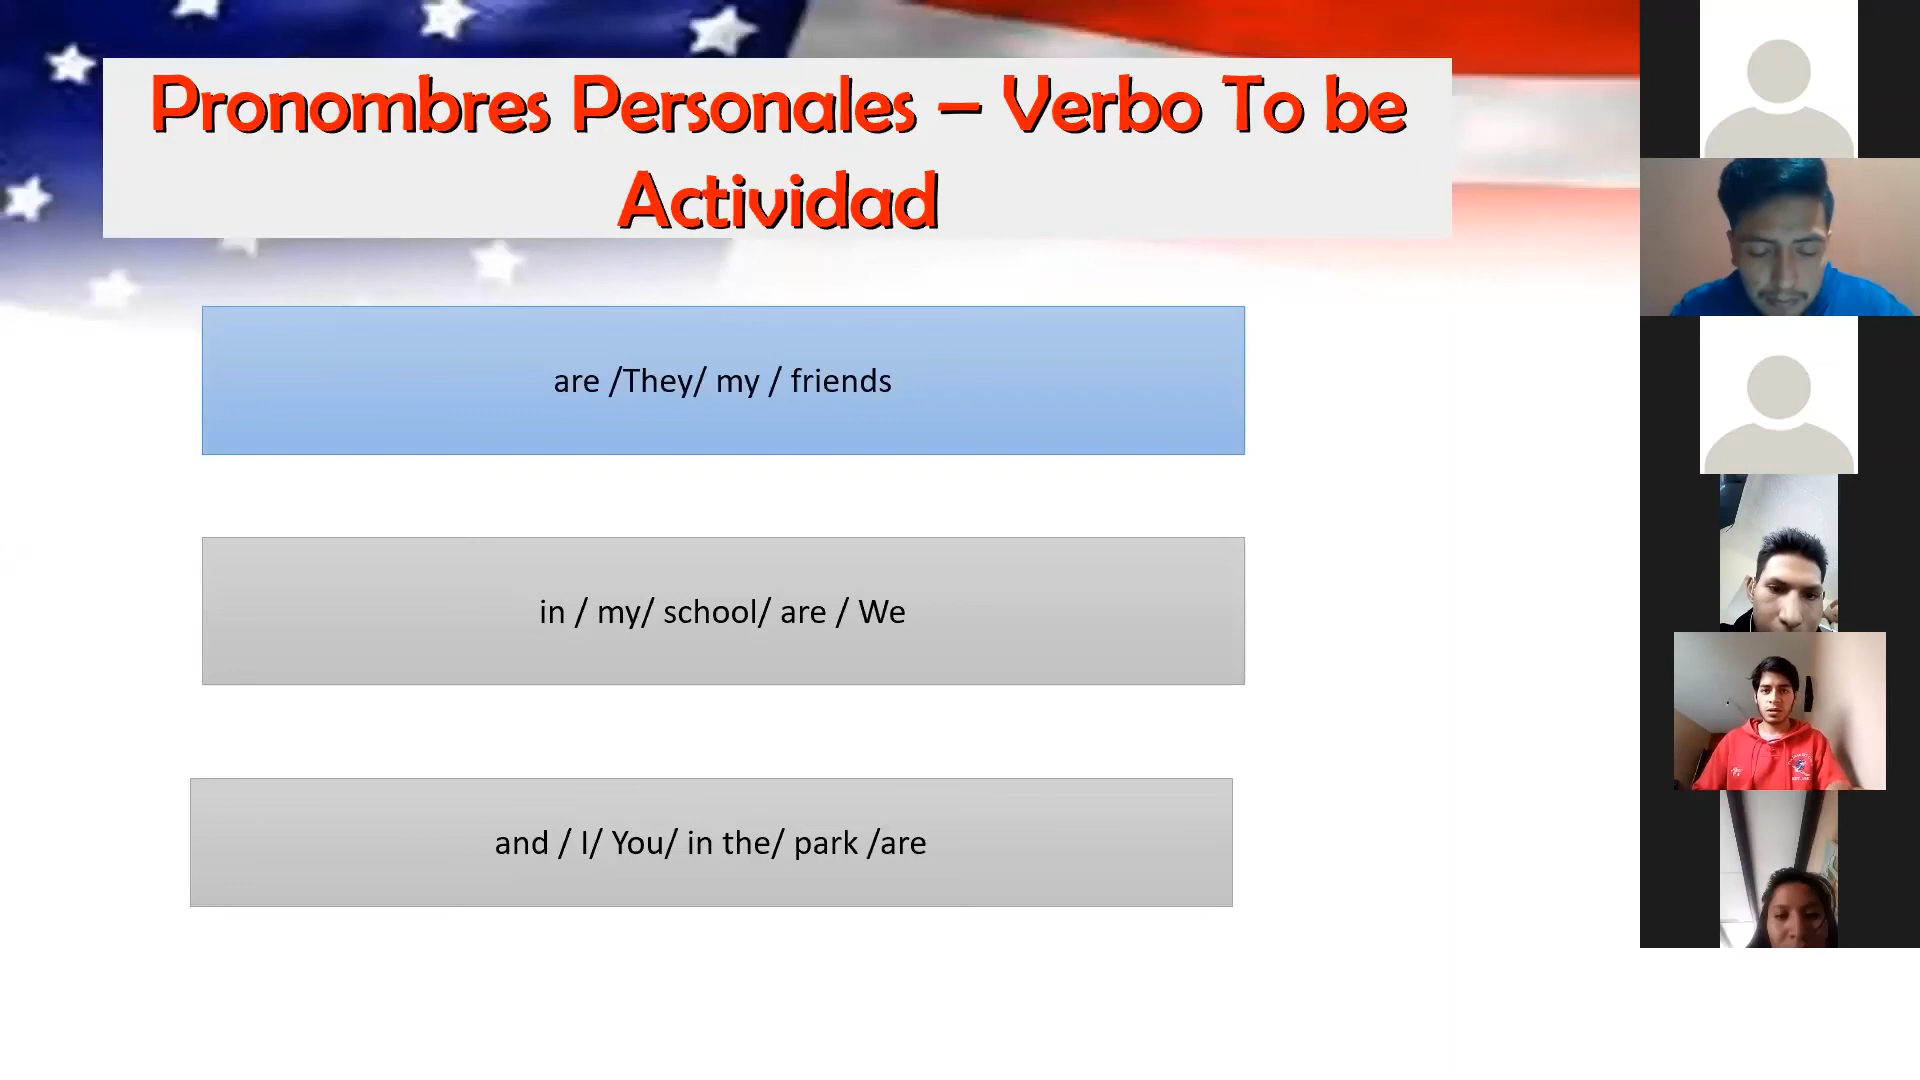 Pronombres Personales – Verbo To be
Actividad
are /They/ my / friends
in / my/ school/ are / We
and / I/ You/ in the/ park /are